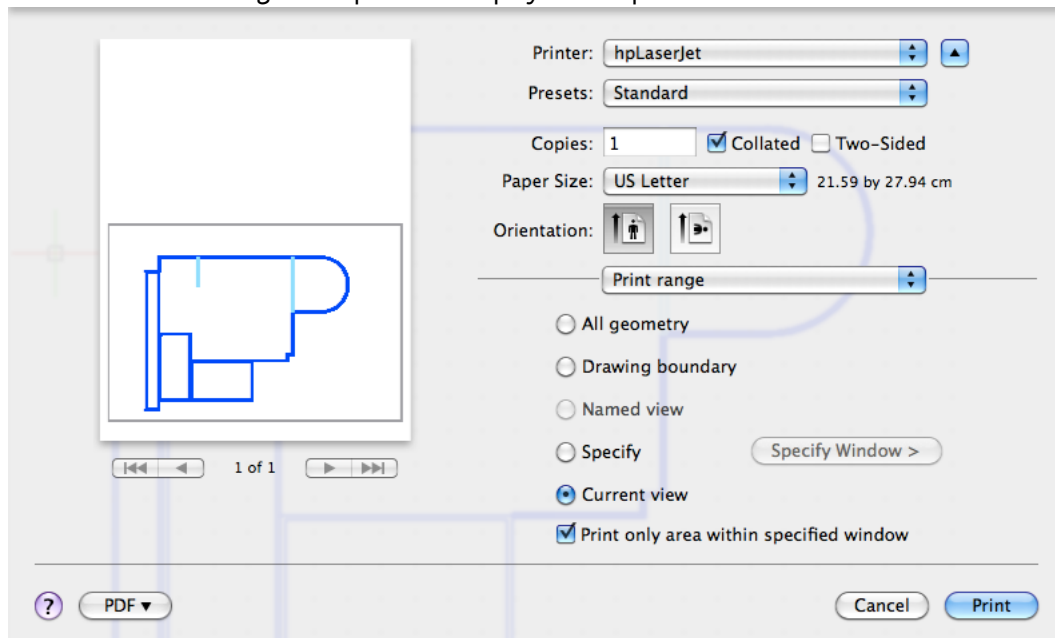 Printer: hpLaserJet
Presets: Standard
Copies: 1 Collated Two-Sided
Paper Size: US Letter 21.59 by 27.94 cm
Orientation:
Print range
All geometry
Drawing boundary
Named view
1 of 1 Specify Specify Window >
Current view
Print only area within specified window
? PDF ▼ Cancel Print